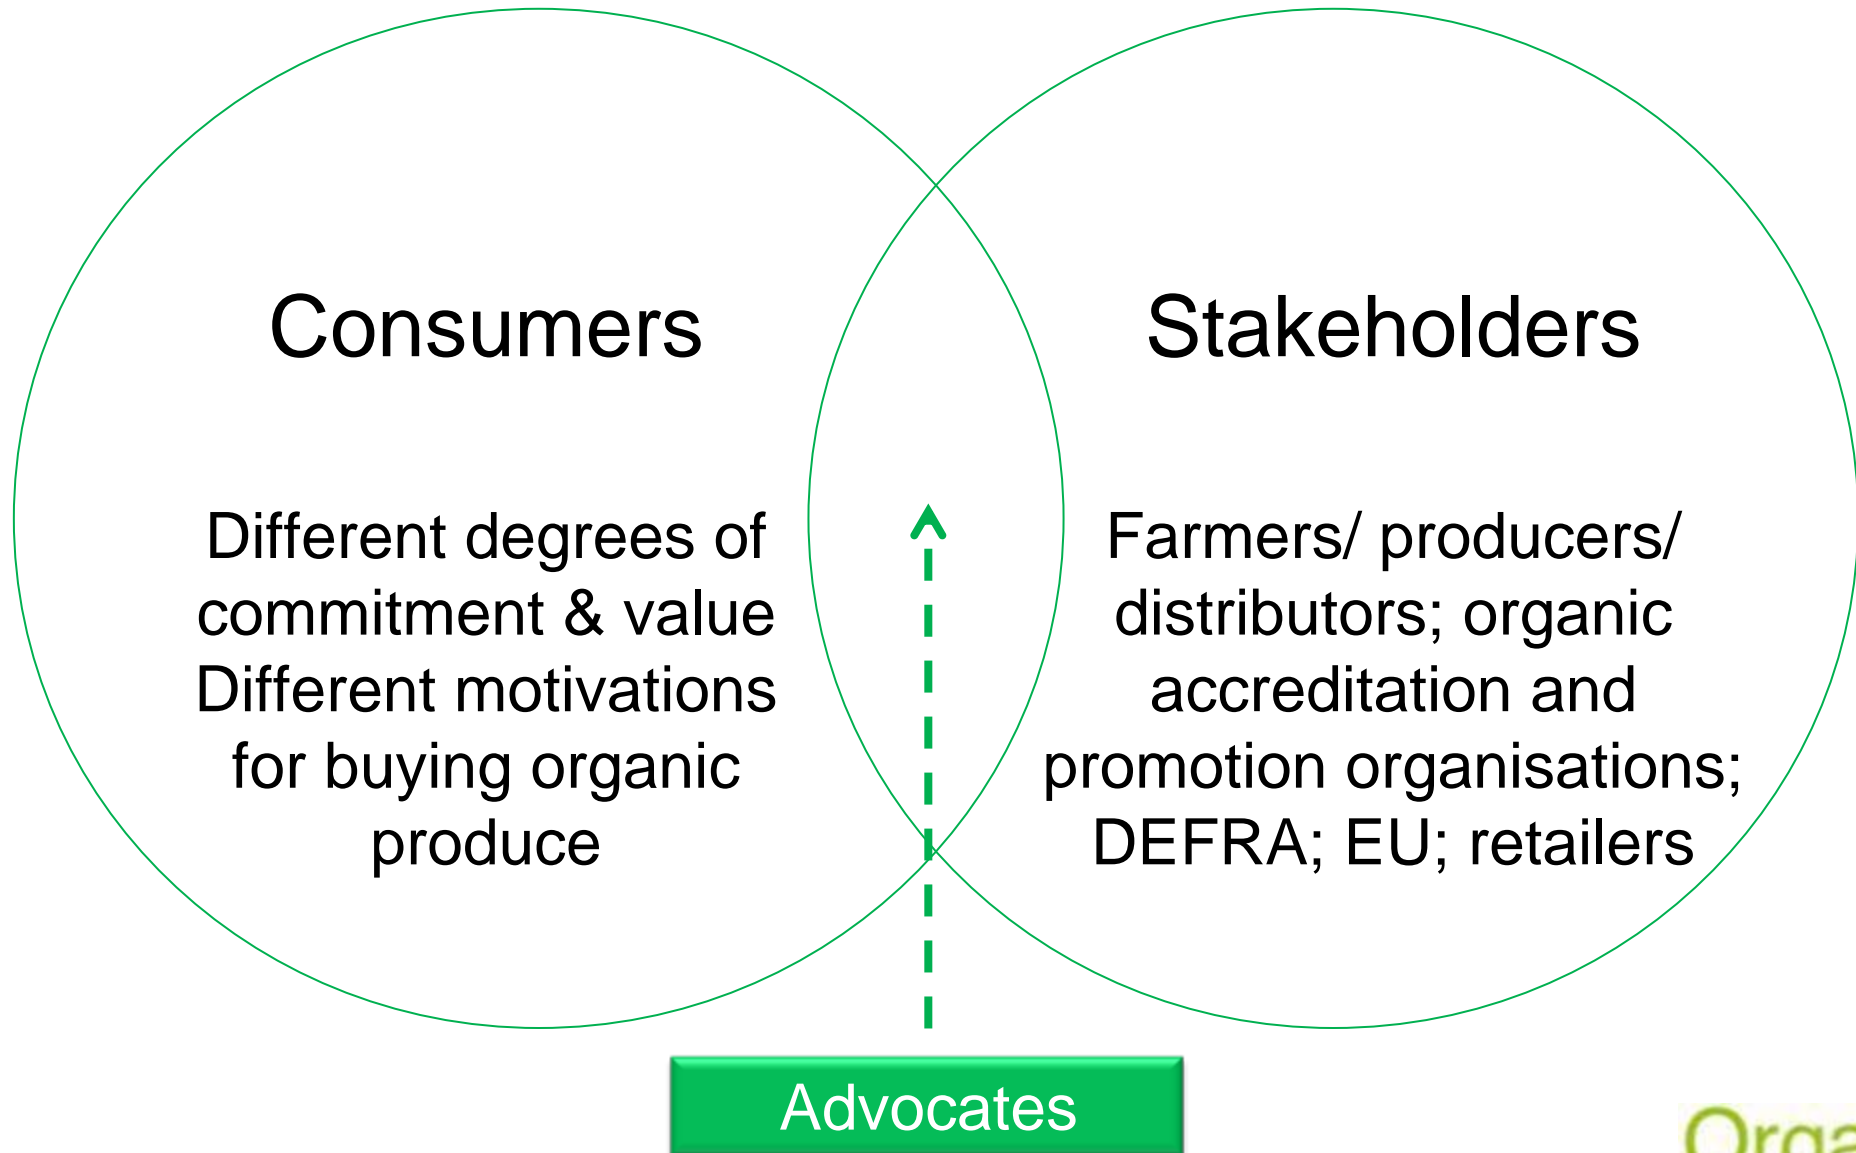 Consumers
Different degrees of
commitment & value
Different motivations
for buying organic
produce
Stakeholders
Farmers/ producers/
distributors; organic
accreditation and
promotion organisations;
DEFRA; EU; retailers
Advocates